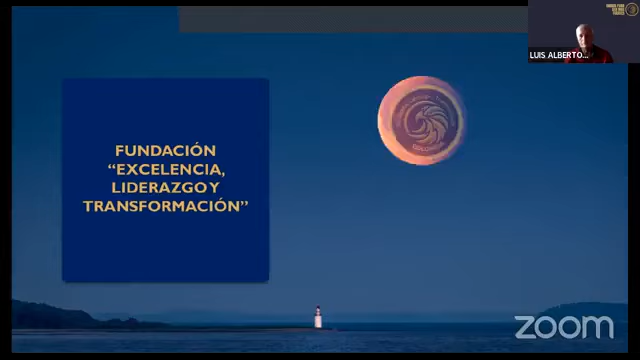 LUIS ALBERTO...
FUNDACIÓN
“EXCELENCIA,
LIDERAZGO Y
TRANSFORMACIÓN”
zoom